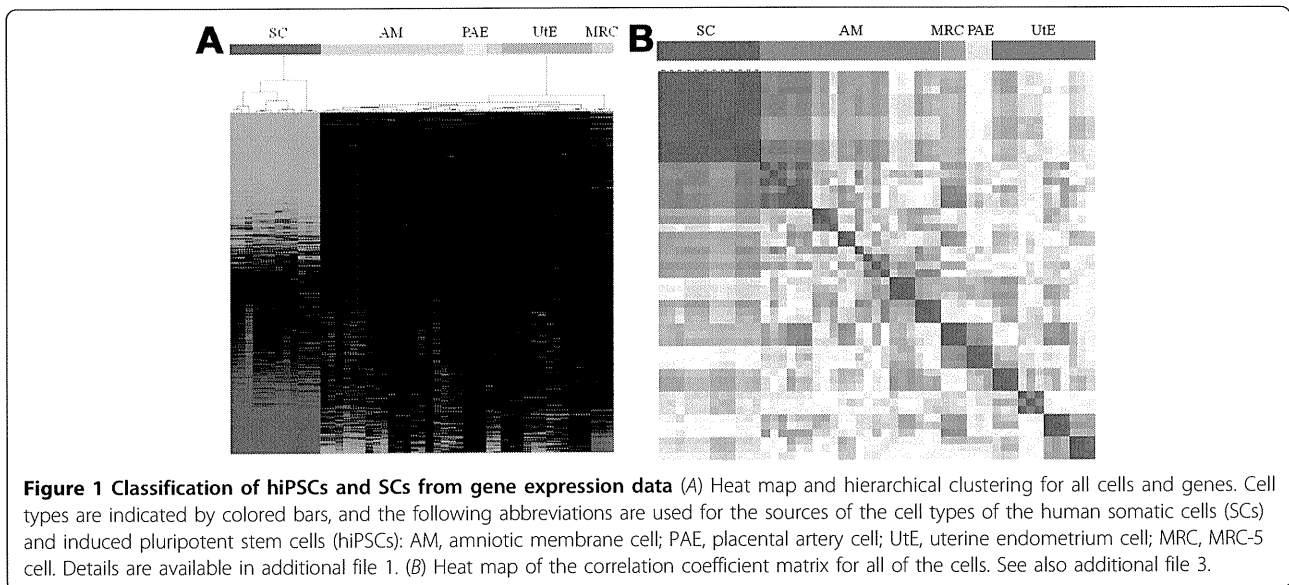 A SC AM PAE UtE MRC
B SC AM MRC PAE UtE
Figure 1 Classification of hiPSCs and SCs from gene expression data (A) Heat map and hierarchical clustering for all cells and genes. Cell
types are indicated by colored bars, and the following abbreviations are used for the sources of the cell types of the human somatic cells (SCs)
and induced pluripotent stem cells (hiPSCs): AM, amniotic membrane cell; PAE, placental artery cell; UtE, uterine endometrium cell; MRC, MRC-5
cell. Details are available in additional file 1. (B) Heat map of the correlation coefficient matrix for all of the cells. See also additional file 3.